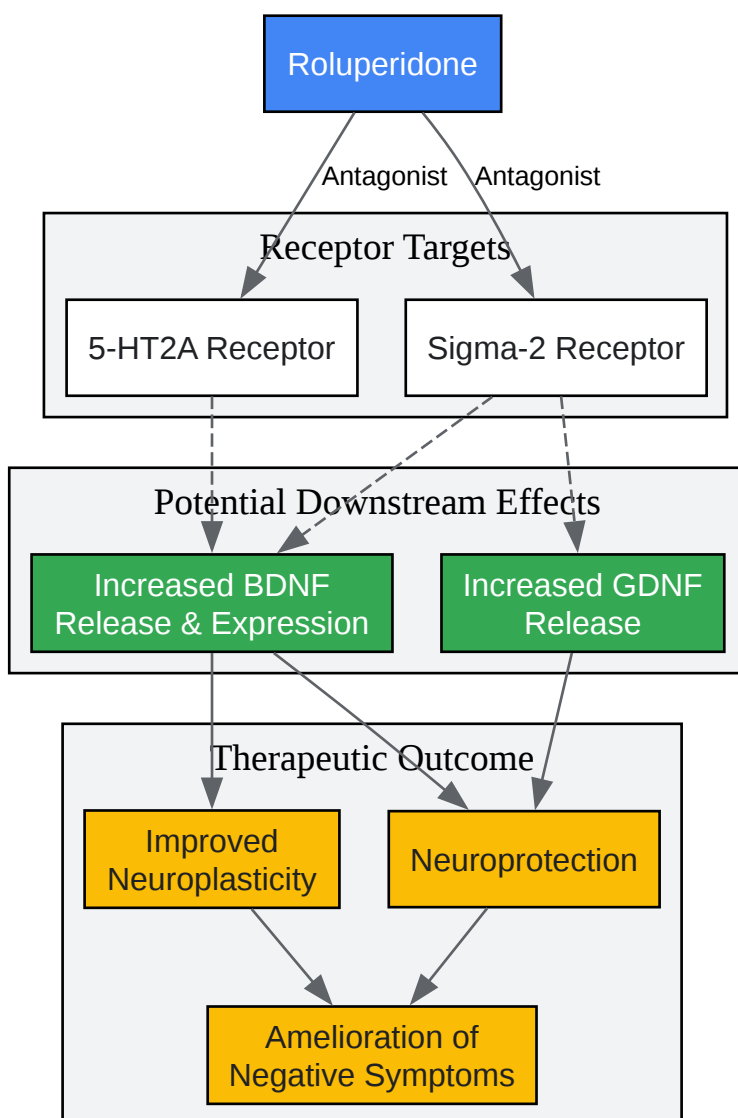 Roluperidone
Antagonist
Antagonist
Receptor Targets
5-HT2A Receptor
Sigma-2 Receptor
Potential Downstream Effects
Increased BDNF
Release & Expression
Increased GDNF
Release
Therapeutic Outcome
Improved
Neuroplasticity
Neuroprotection
Amelioration of
Negative Symptoms